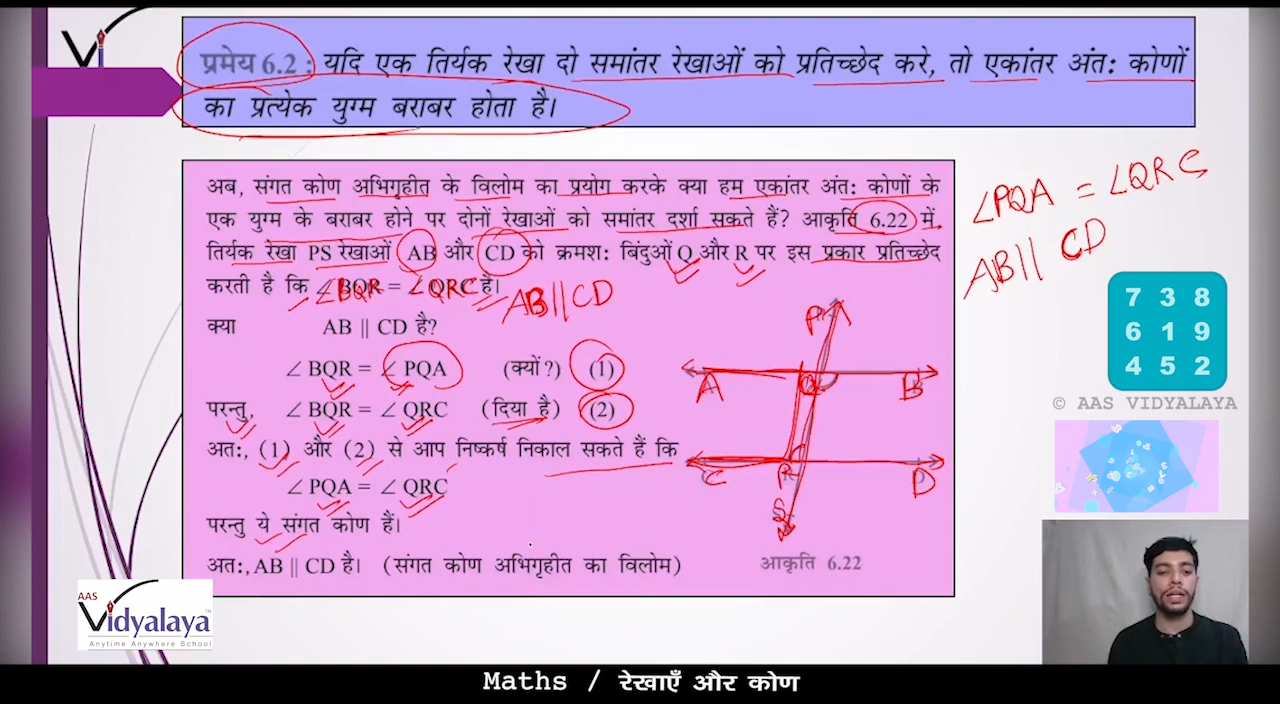 प्रमेय 6.2 : यदि एक तिर्यक रेखा दो समांतर रेखाओं को प्रतिच्छेद करे, तो एकांतर अंत: कोणों
का प्रत्येक युग्म बराबर होता है।
अब, संगत कोण अभिगृहीत के विलोम का प्रयोग करके क्या हम एकांतर अंत: कोणों के
एक युग्म के बराबर होने पर दोनों रेखाओं को समांतर दर्शा सकते हैं? आकृति 6.22 में,
तिर्यक रेखा PS रेखाओं AB और CD को क्रमश: बिंदुओं Q और R पर इस प्रकार प्रतिच्छेद
करती है कि ∠BQR = ∠QRC है।
AB||CD
क्या AB || CD है?
∠ BQR = ∠ PQA (क्यों?) (1)
परन्तु, ∠ BQR = ∠ QRC (दिया है) (2)
अत:, (1) और (2) से आप निष्कर्ष निकाल सकते हैं कि
∠ PQA = ∠ QRC
परन्तु ये संगत कोण हैं।
अत:, AB || CD है। (संगत कोण अभिगृहीत का विलोम)
P
A Q B
C R D
S
आकृति 6.22
∠PQA = ∠QRC
AB|| CD
7 3 8
6 1 9
4 5 2
© AAS VIDYALAYA
AAS
Vidyalaya
Anytime Anywhere School
Maths / रेखाएँ और कोण